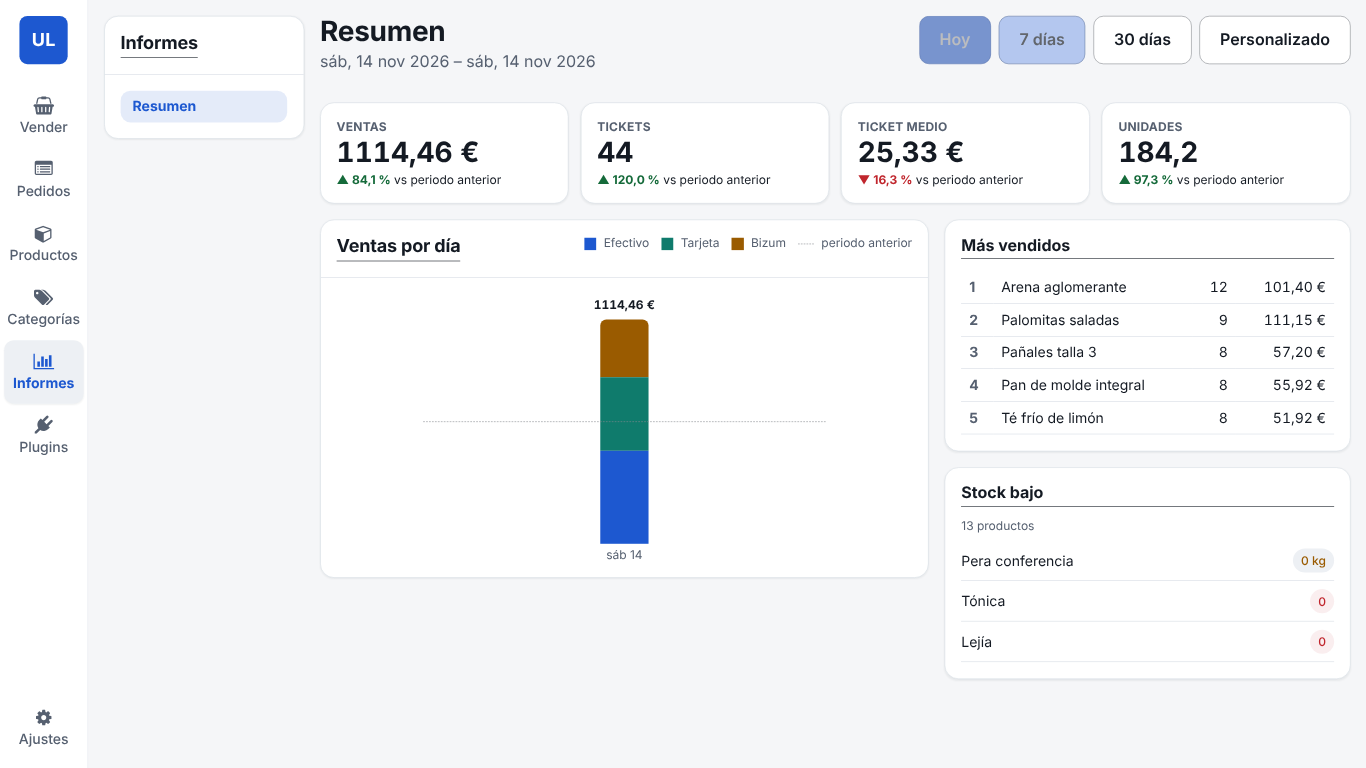 UL
Vender
Pedidos
Productos
Categorías
Informes
Plugins
Ajustes
Informes
Resumen
Resumen
sáb, 14 nov 2026 – sáb, 14 nov 2026
Hoy
7 días
30 días
Personalizado
VENTAS
1114,46 €
▲ 84,1 % vs periodo anterior
TICKETS
44
▲ 120,0 % vs periodo anterior
TICKET MEDIO
25,33 €
▼ 16,3 % vs periodo anterior
UNIDADES
184,2
▲ 97,3 % vs periodo anterior
Ventas por día
Efectivo Tarjeta Bizum periodo anterior
1114,46 €
sáb 14
Más vendidos
1 Arena aglomerante 12 101,40 €
2 Palomitas saladas 9 111,15 €
3 Pañales talla 3 8 57,20 €
4 Pan de molde integral 8 55,92 €
5 Té frío de limón 8 51,92 €
Stock bajo
13 productos
Pera conferencia 0 kg
Tónica 0
Lejía 0